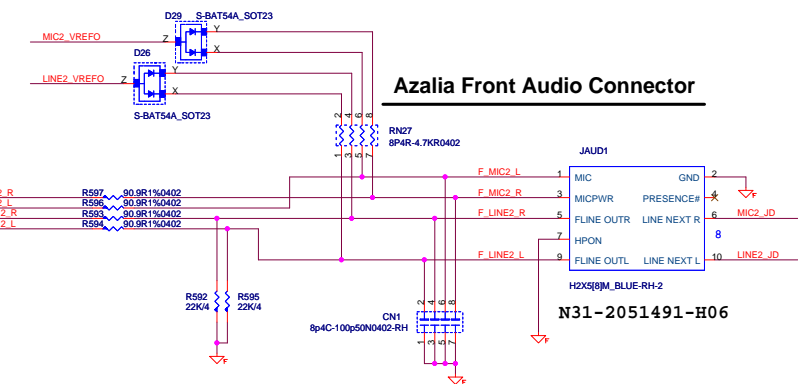 D29 S-BAT54A_SOT23
MIC2_VREFO Z Y
X
D26
LINE2_VREFO Z Y
X
S-BAT54A_SOT23
Azalia Front Audio Connector
2 4 6 8
RN27
8P4R-4.7KR0402
1 3 5 7
JAUD1
F_MIC2_L 1 MIC GND 2
F
2_R R597 90.9R1%0402 F_MIC2_R 3 MICPWR PRESENCE# 4
2_L R596 90.9R1%0402
2_R R593 90.9R1%0402 F_LINE2_R 5 FLINE OUTR LINE NEXT R 6 MIC2_JD
2_L R594 90.9R1%0402
7 HPON 8
F_LINE2_L 9 FLINE OUTL LINE NEXT L 10 LINE2_JD
H2X5[8]M_BLUE-RH-2
R592 R595
22K/4 22K/4
2 4 6 8
N31-2051491-H06
CN1
8p4C-100p50N0402-RH
1 3 5 7
F
F
F